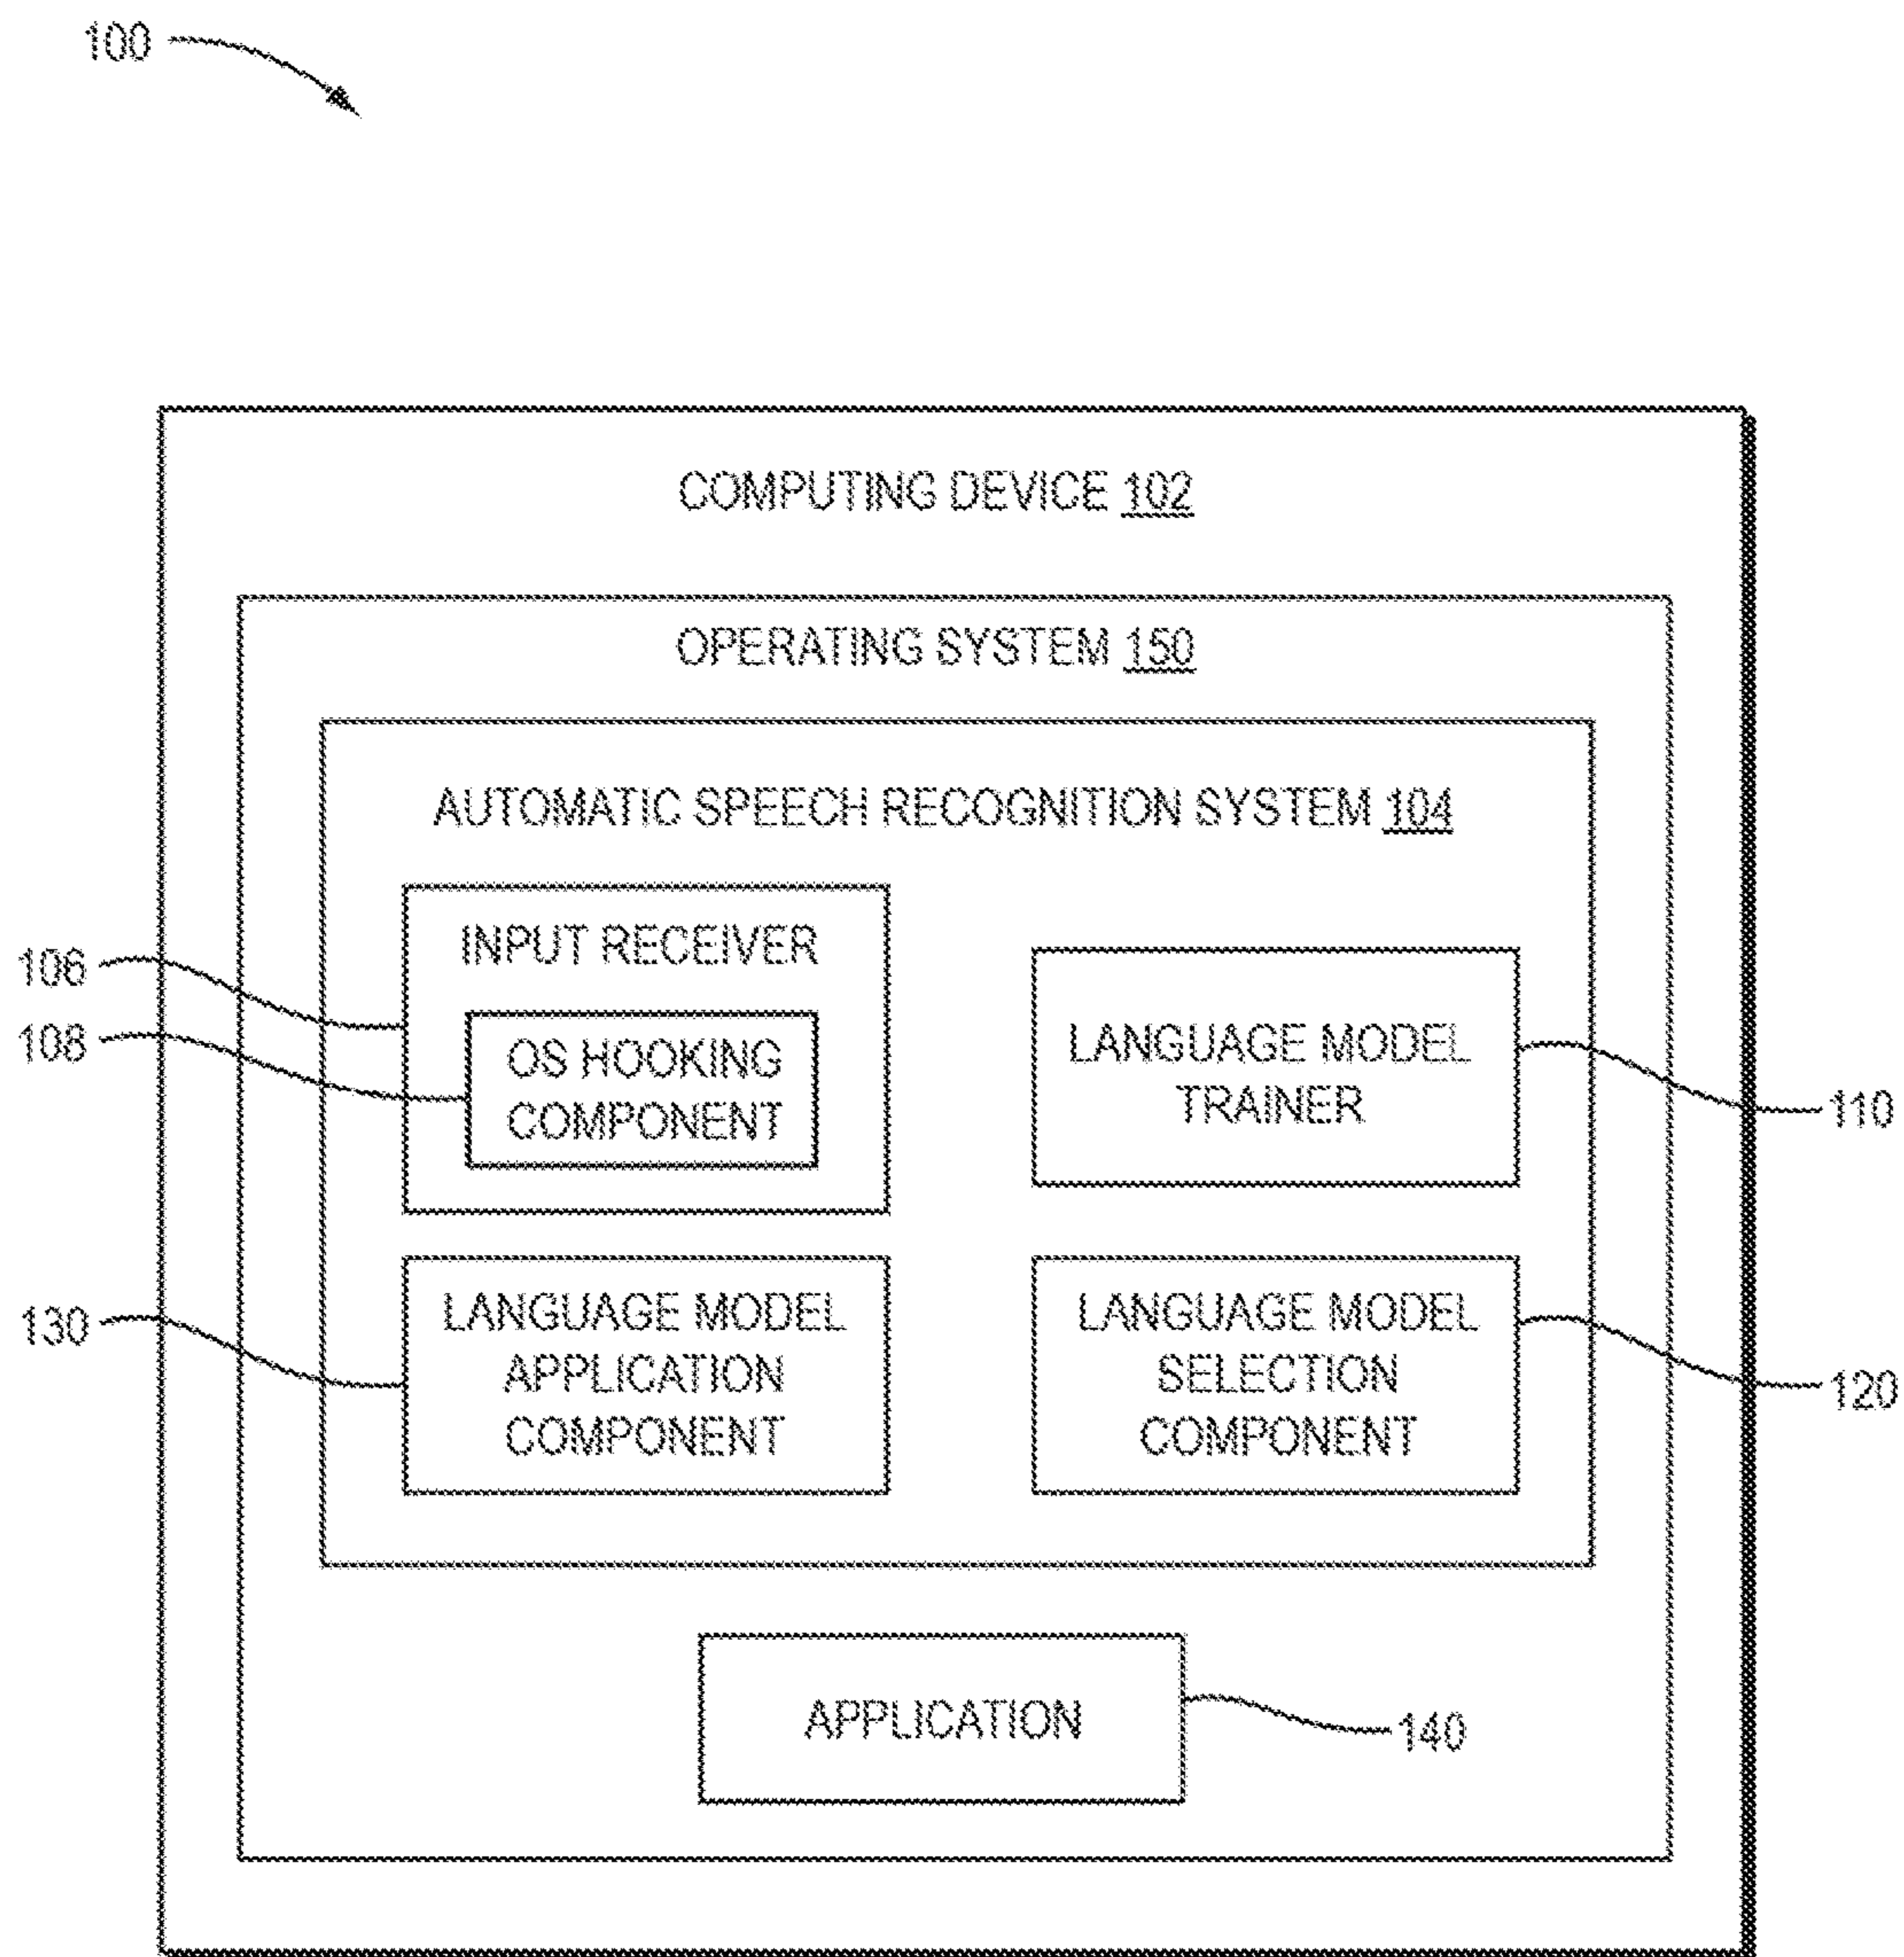 100
COMPUTING DEVICE 102
OPERATING SYSTEM 150
AUTOMATIC SPEECH RECOGNITION SYSTEM 104
INPUT RECEIVER
106
OS HOOKING
COMPONENT
108
LANGUAGE MODEL
TRAINER
110
LANGUAGE MODEL
APPLICATION
COMPONENT
130
LANGUAGE MODEL
SELECTION
COMPONENT
120
APPLICATION
140